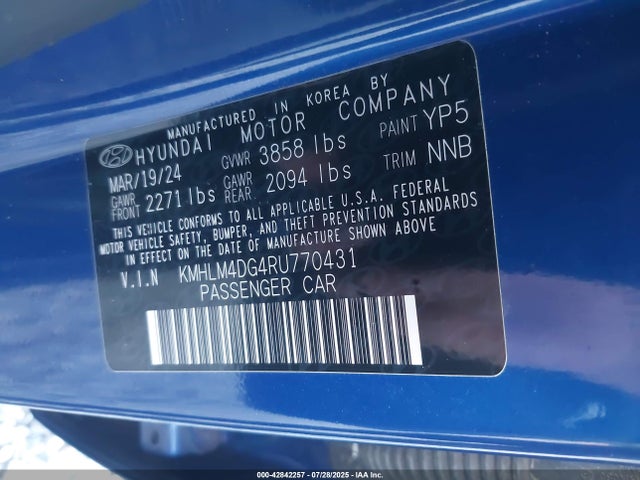 MANUFACTURED IN KOREA BY
HYUNDAI MOTOR COMPANY
MAR/19/24 GVWR 3858 lbs PAINT YP5
GAWR FRONT 2271 lbs GAWR REAR 2094 lbs TRIM NNB
THIS VEHICLE CONFORMS TO ALL APPLICABLE U.S.A. FEDERAL
MOTOR VEHICLE SAFETY, BUMPER, AND THEFT PREVENTION STANDARDS
IN EFFECT ON THE DATE OF MANUFACTURE SHOWN ABOVE.
V.I.N KMHLM4DG4RU770431
PASSENGER CAR
000-42842257 - 07/28/2025 - IAA Inc.